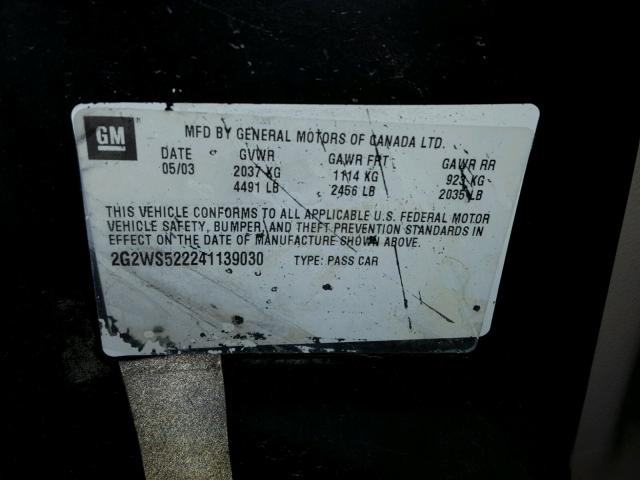 GM
MFD BY GENERAL MOTORS OF CANADA LTD.
DATE GVWR GAWR FRT GAWR RR
05/03 2037 KG 1114 KG 923 KG
4491 LB 2456 LB 2035 LB
THIS VEHICLE CONFORMS TO ALL APPLICABLE U.S. FEDERAL MOTOR
VEHICLE SAFETY, BUMPER, AND THEFT PREVENTION STANDARDS IN
EFFECT ON THE DATE OF MANUFACTURE SHOWN ABOVE.
2G2WS522241139030 TYPE: PASS CAR